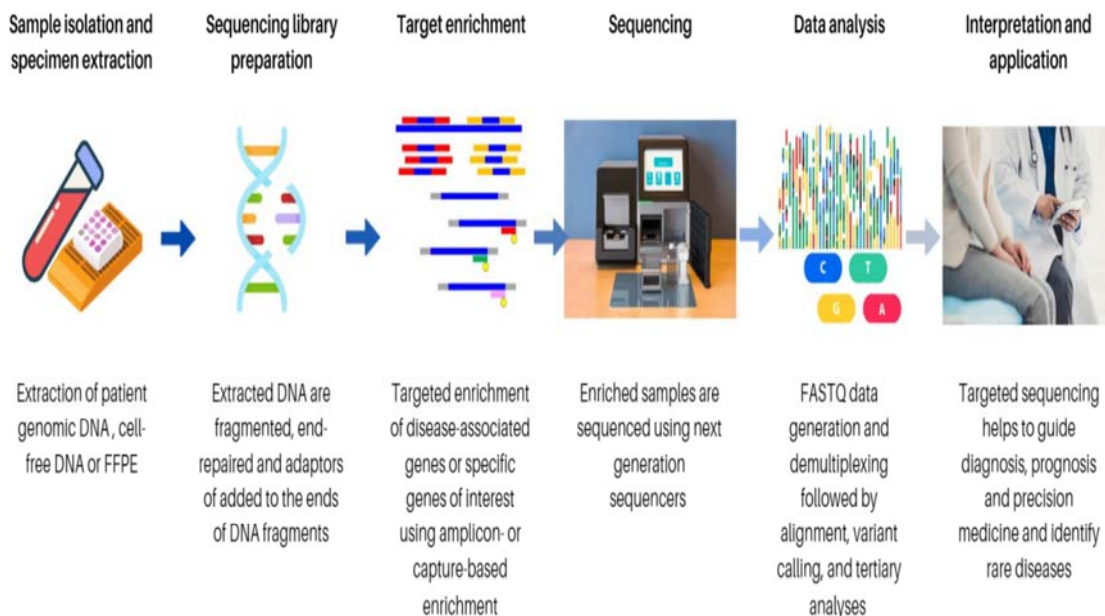 Sample isolation and
specimen extraction
Sequencing library
preparation
Target enrichment
Sequencing
Data analysis
Interpretation and
application
C
T
G
A
Extraction of patient
genomic DNA , cell-
free DNA or FFPE
Extracted DNA are
fragmented, end-
repaired and adaptors
of added to the ends
of DNA fragments
Targeted enrichment
of disease-associated
genes or specific
genes of interest
using amplicon- or
capture-based
enrichment
Enriched samples are
sequenced using next
generation
sequencers
FASTQ data
generation and
demultiplexing
followed by
alignment, variant
calling, and tertiary
analyses
Targeted sequencing
helps to guide
diagnosis, prognosis
and precision
medicine and identify
rare diseases